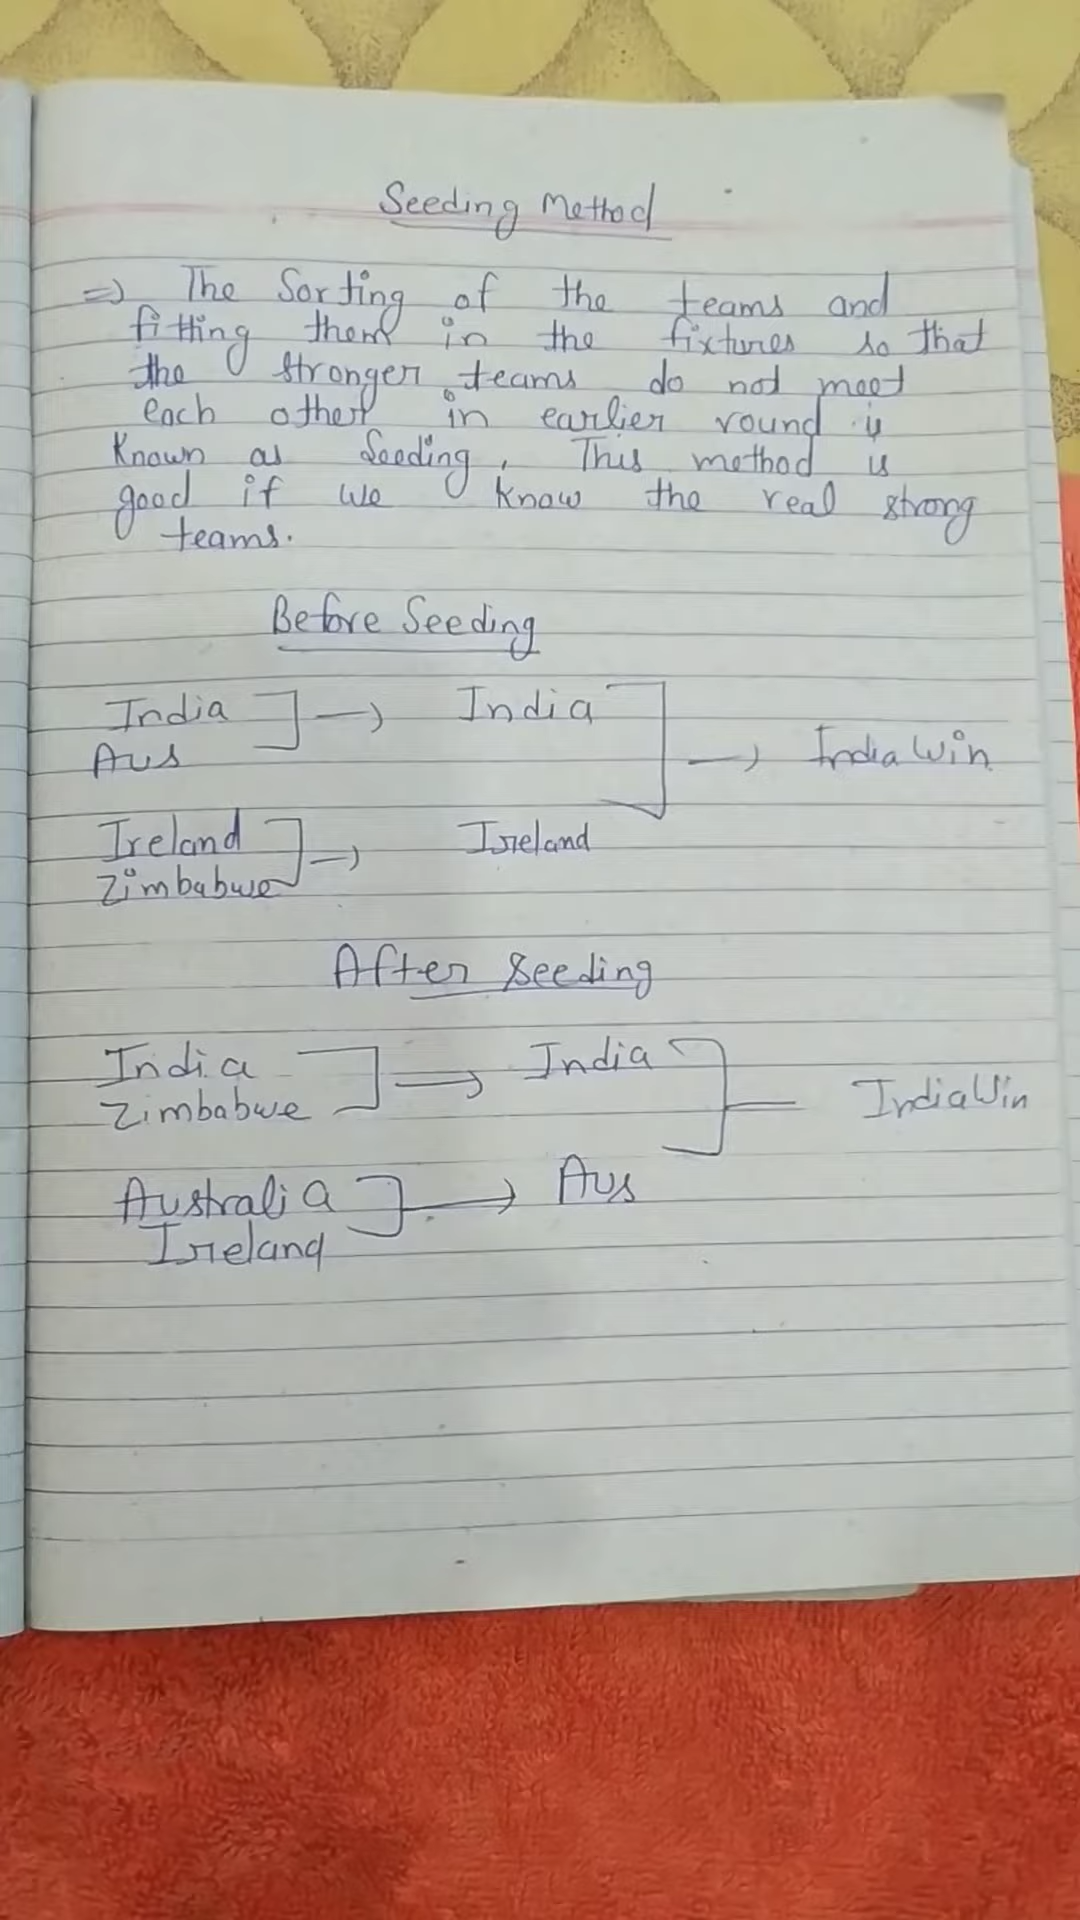 Seeding Method
=> The Sorting of the teams and
fitting them in the fixtures so that
the stronger teams do not meet
each other in earlier round is
Known as Seeding, This method is
good if we know the real strong
teams.
Before Seeding
India → India
Aus → India Win
Ireland → Ireland
Zimbabwe
After Seeding
India ⟹ India
Zimbabwe India Win
Australia → Aus
Ireland